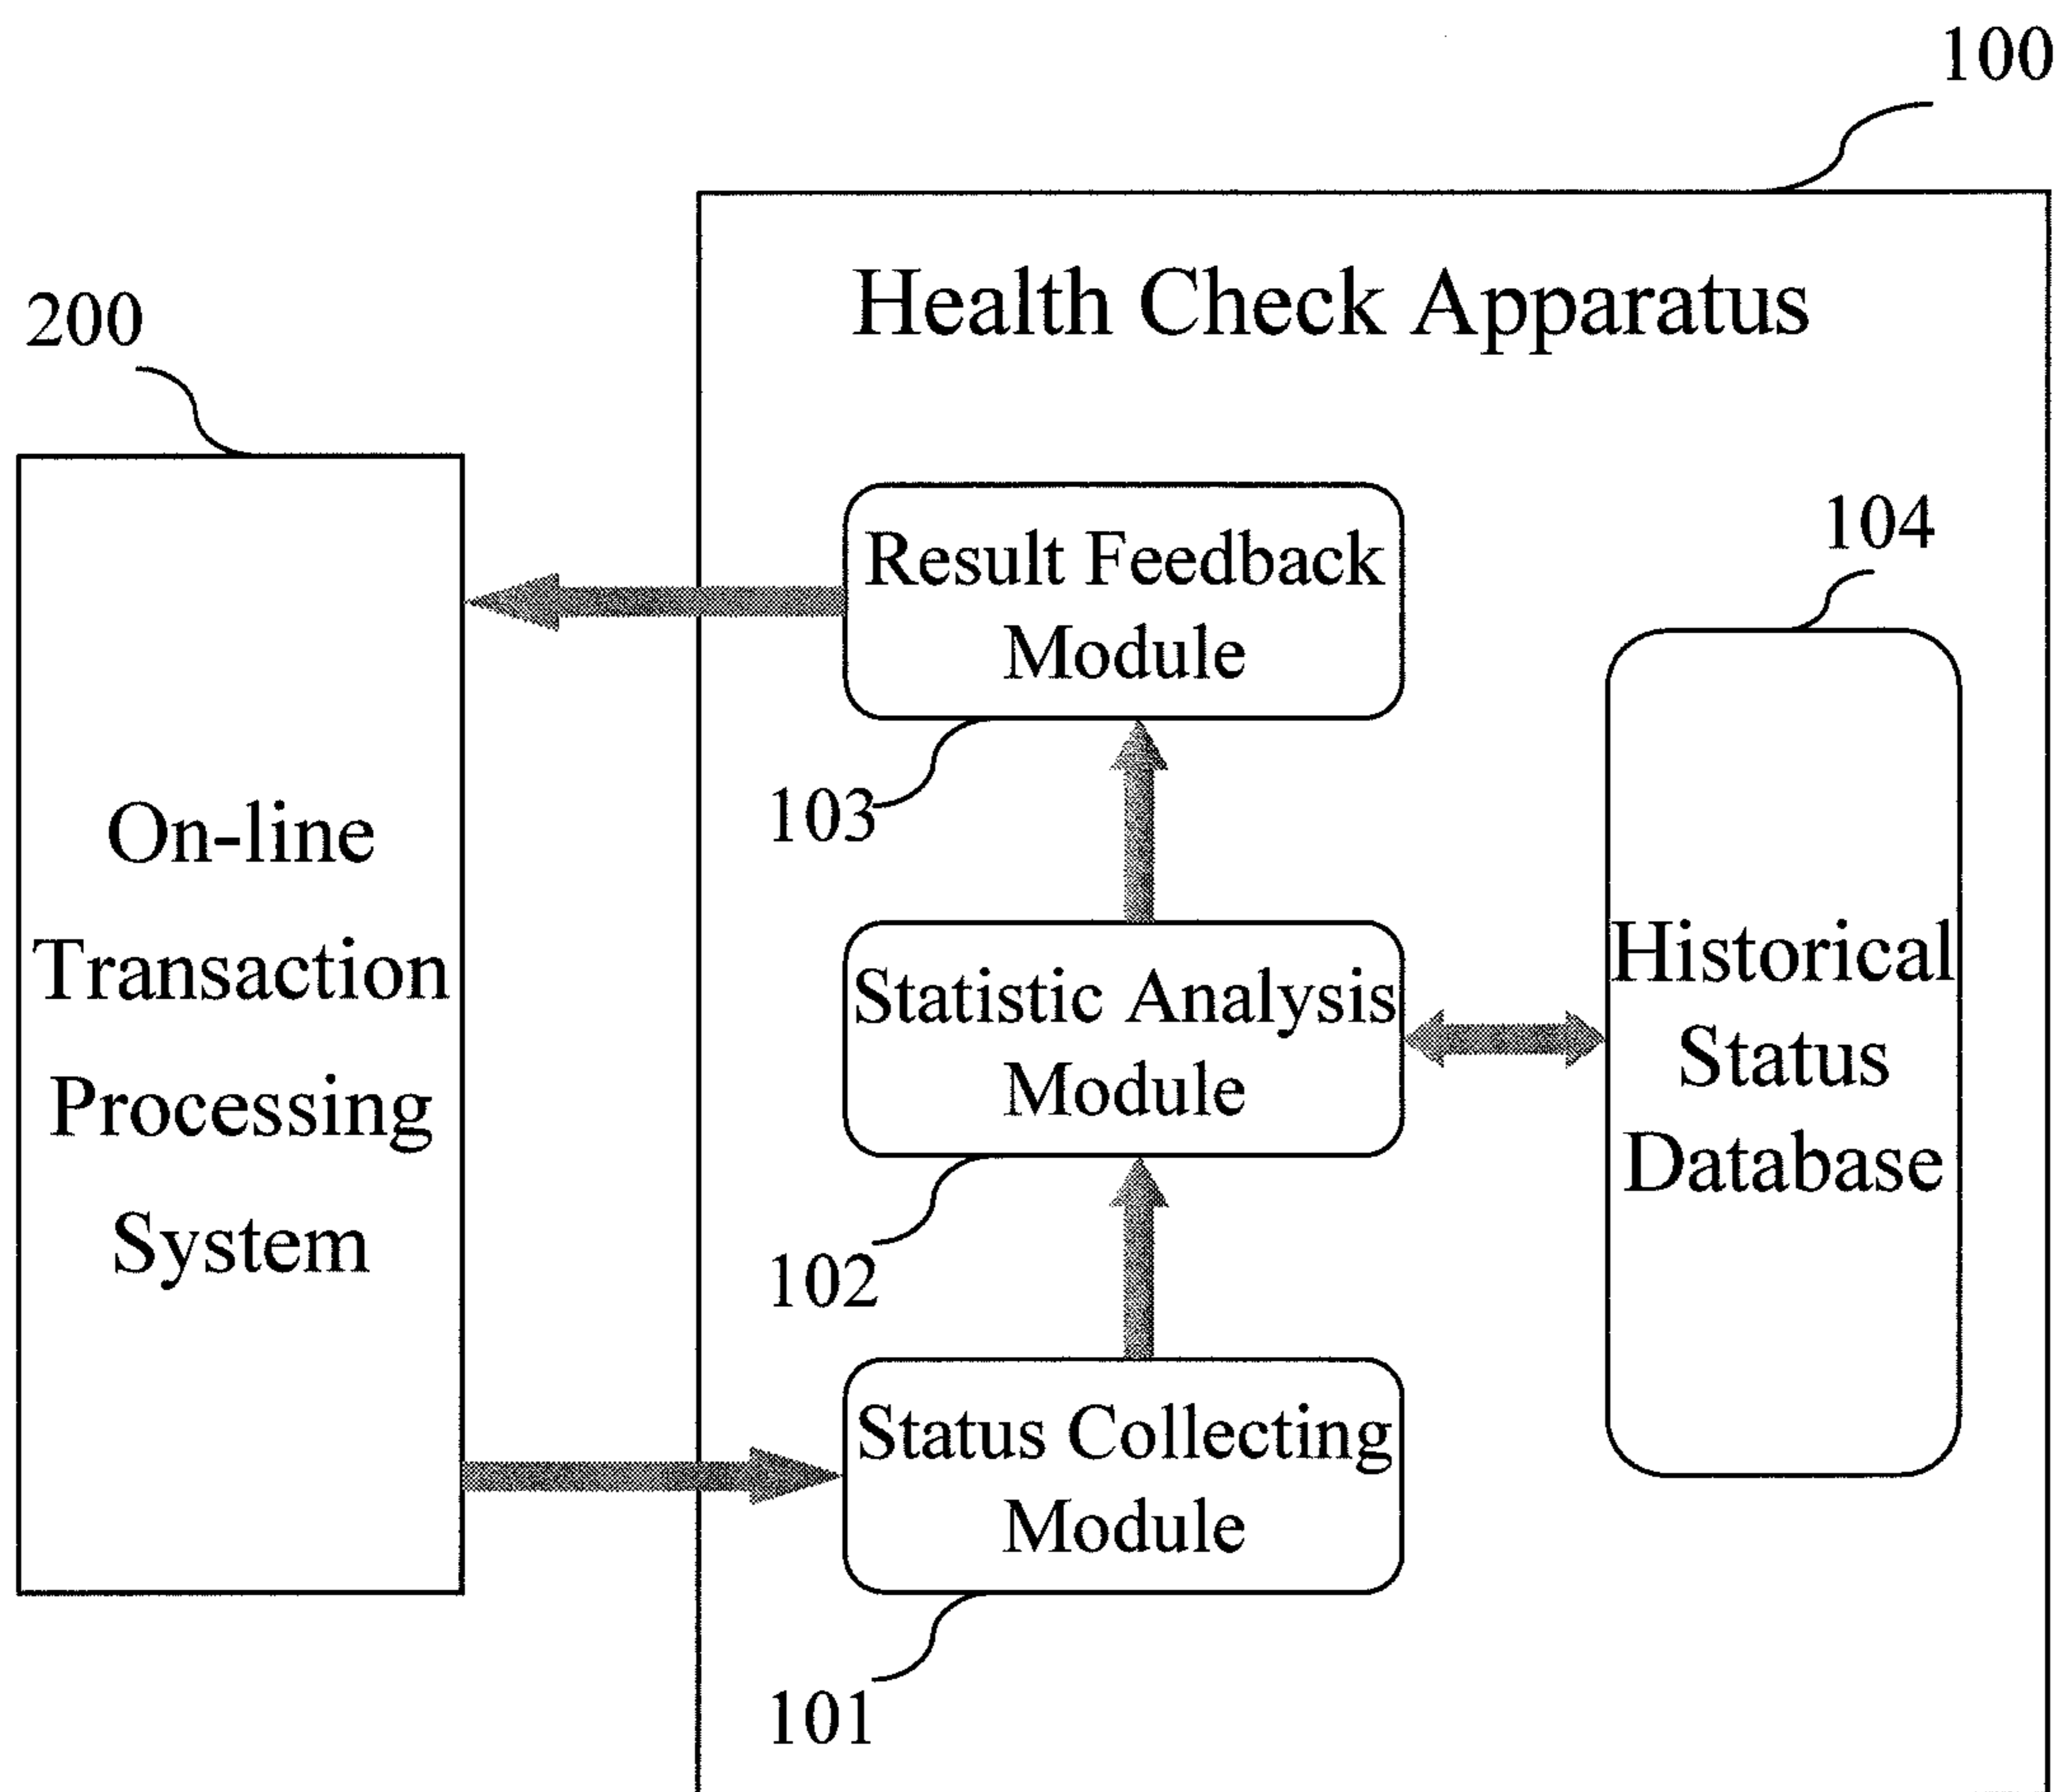 100
Health Check Apparatus
200
Result Feedback
Module
104
103
On-line
Transaction
Processing
System
Statistic Analysis
Module
Historical
Status
Database
102
Status Collecting
Module
101